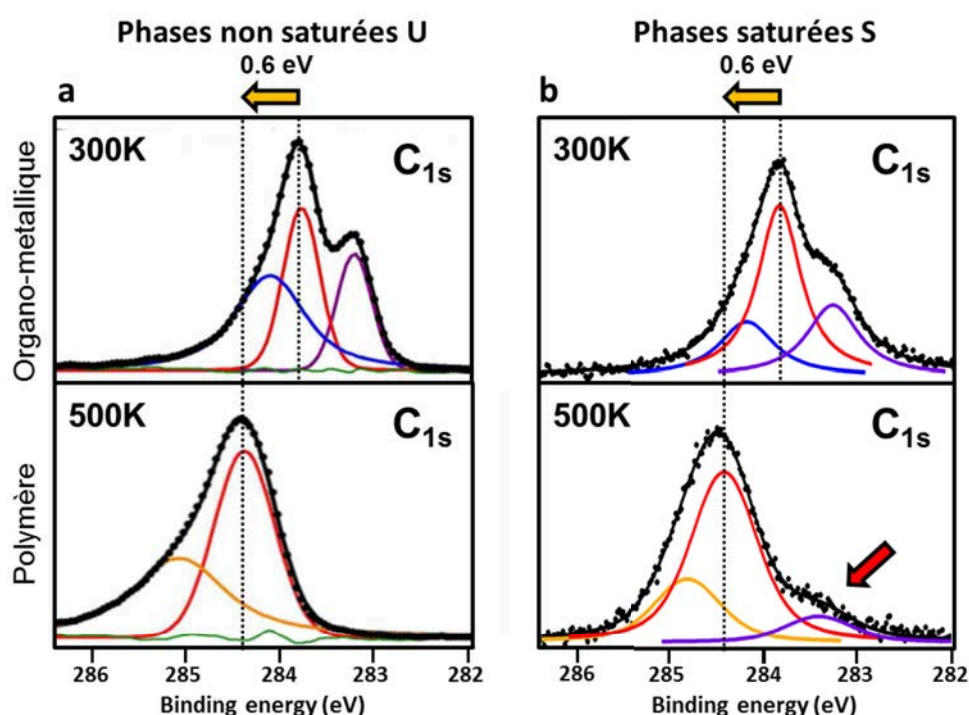 Phases non saturées U
Phases saturées S
0.6 eV
0.6 eV
a
b
Organo-metallique
300K
C1s
300K
C1s
Polymère
500K
C1s
500K
C1s
286 285 284 283 282
286 285 284 283 282
Binding energy (eV)
Binding energy (eV)